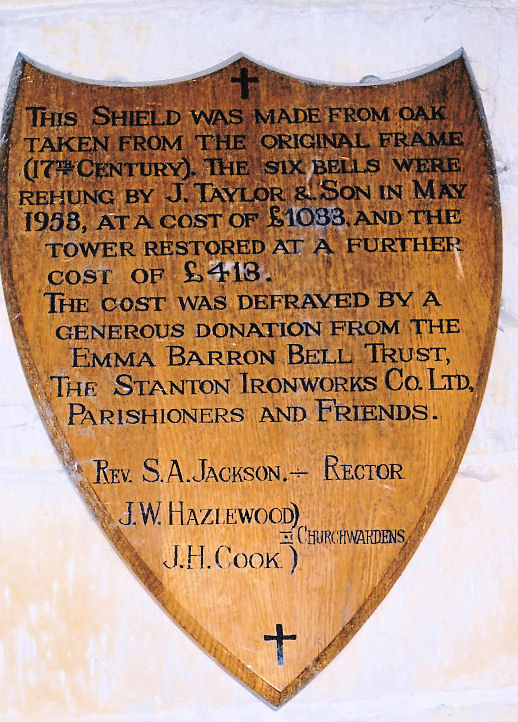 This Shield was made from oak
taken from the original frame
(17th Century). The six bells were
rehung by J. Taylor & Son in May
1958, at a cost of £1033, and the
tower restored at a further
cost of £413.
The cost was defrayed by a
generous donation from the
Emma Barron Bell Trust,
The Stanton Ironworks Co. Ltd,
Parishioners and Friends.
Rev. S.A. Jackson. - Rector
J.W. Hazlewood)
= Churchwardens
J.H. Cook )